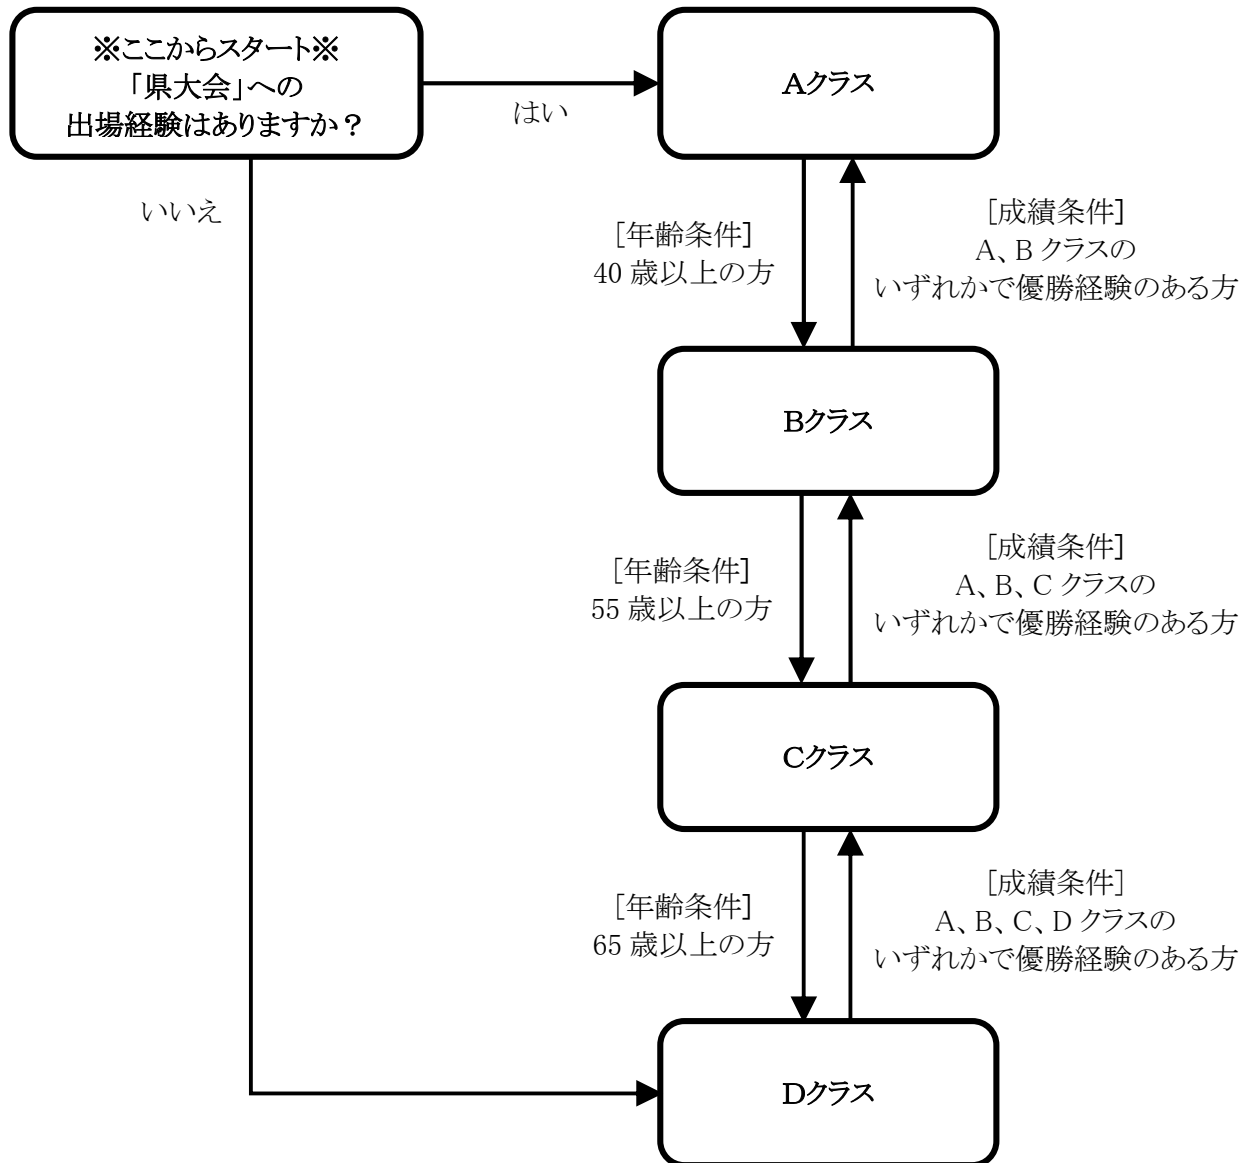 ※ここからスタート※
「県大会」への
出場経験はありますか？
はい
Aクラス
いいえ
[年齢条件]
40 歳以上の方
[成績条件]
A、B クラスの
いずれかで優勝経験のある方
Bクラス
[年齢条件]
55 歳以上の方
[成績条件]
A、B、C クラスの
いずれかで優勝経験のある方
Cクラス
[年齢条件]
65 歳以上の方
[成績条件]
A、B、C、D クラスの
いずれかで優勝経験のある方
Dクラス